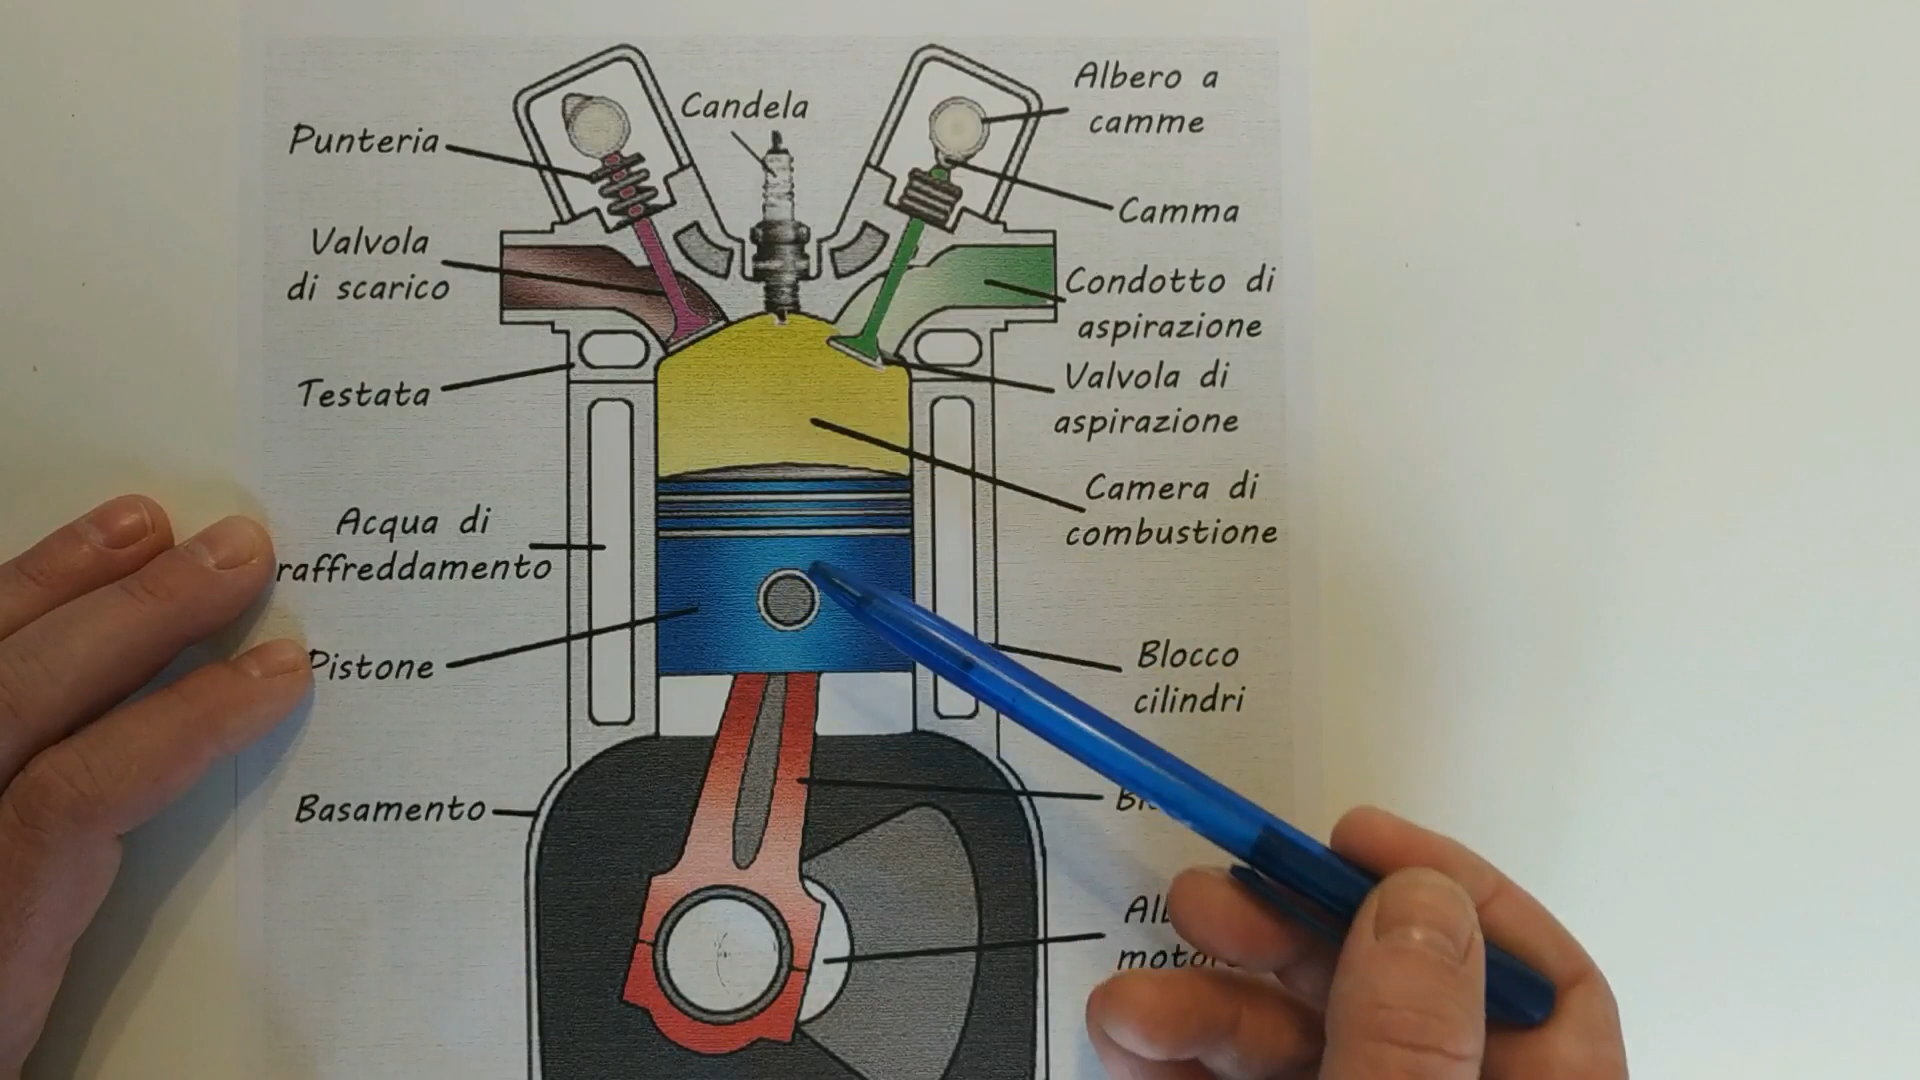 Candela
Albero a
camme
Punteria
Camma
Valvola
di scarico
Condotto di
aspirazione
Valvola di
aspirazione
Testata
Camera di
combustione
Acqua di
raffreddamento
Pistone
Blocco
cilindri
Basamento